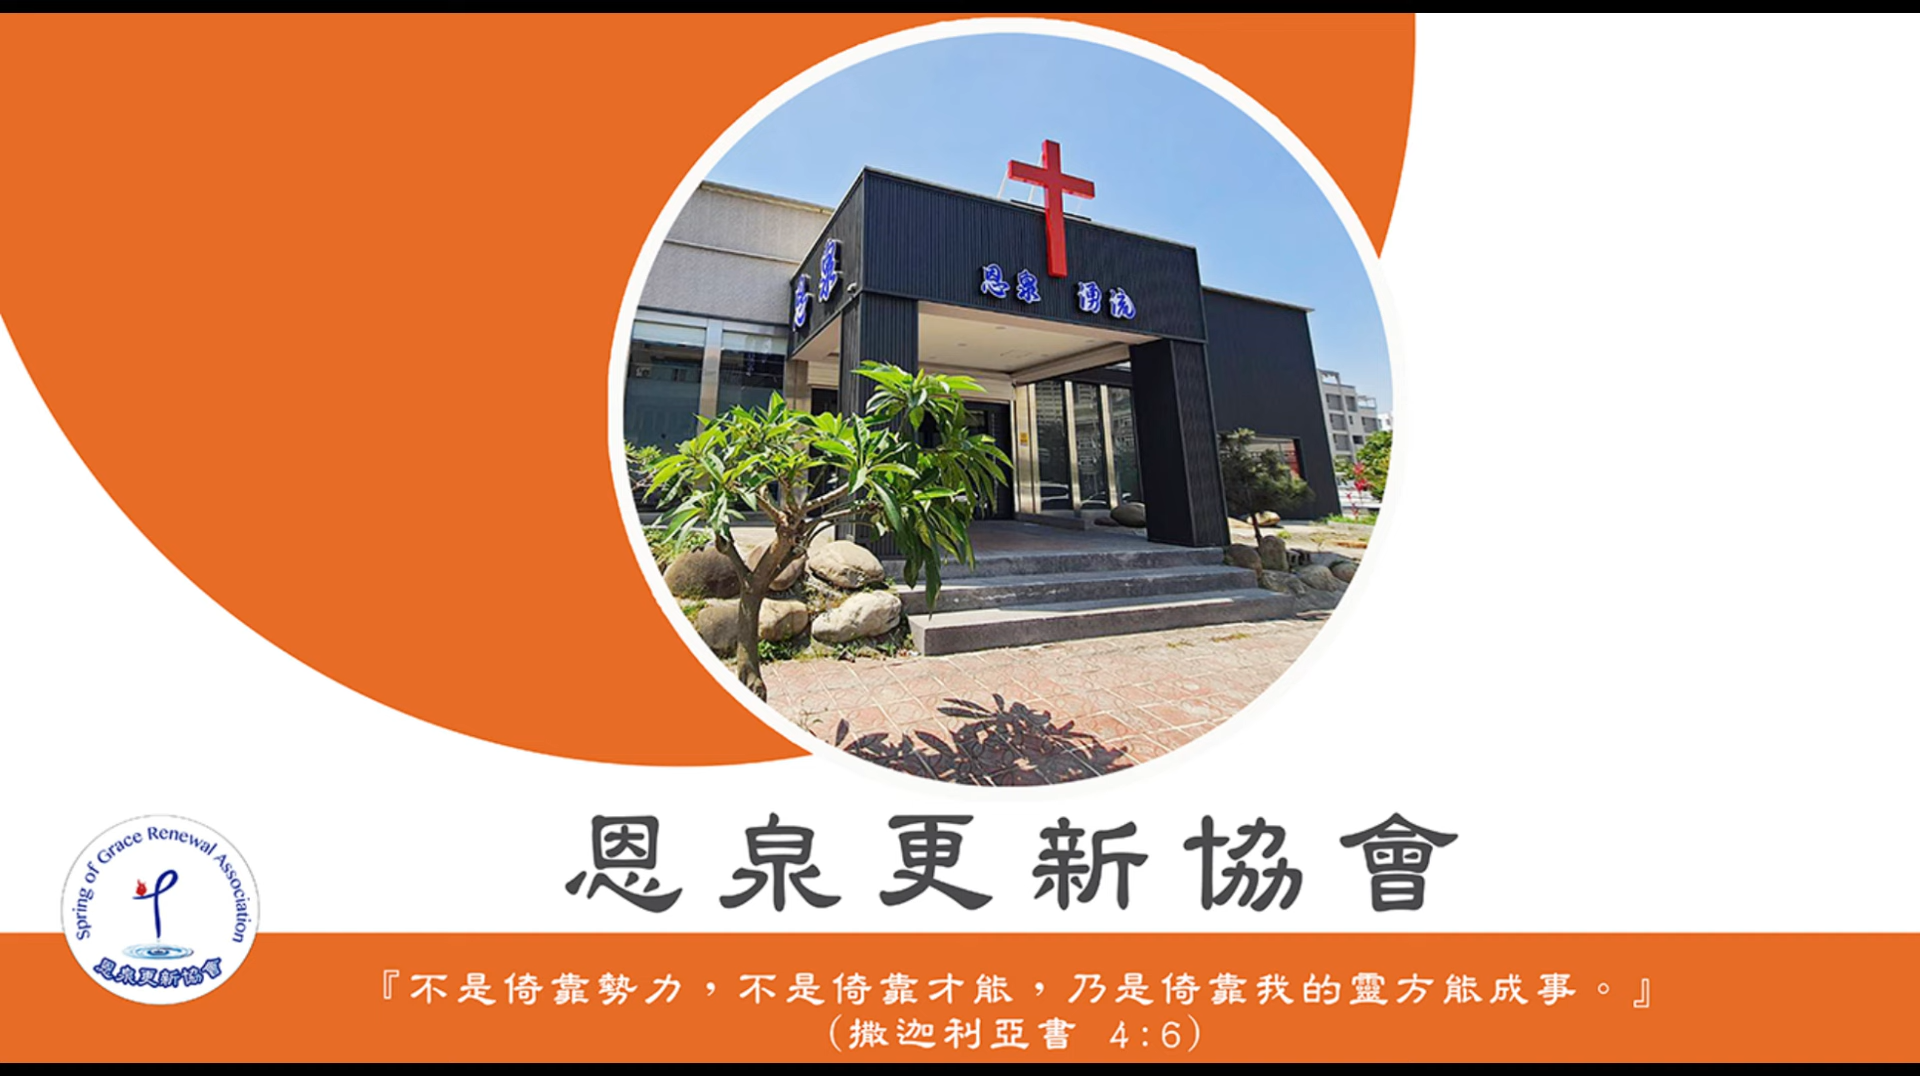 恩泉
恩泉 湧流
恩泉更新協會
Spring of Grace Renewal Association
恩泉更新協會
『不是倚靠勢力，不是倚靠才能，乃是倚靠我的靈方能成事。』
(撒迦利亞書 4:6)